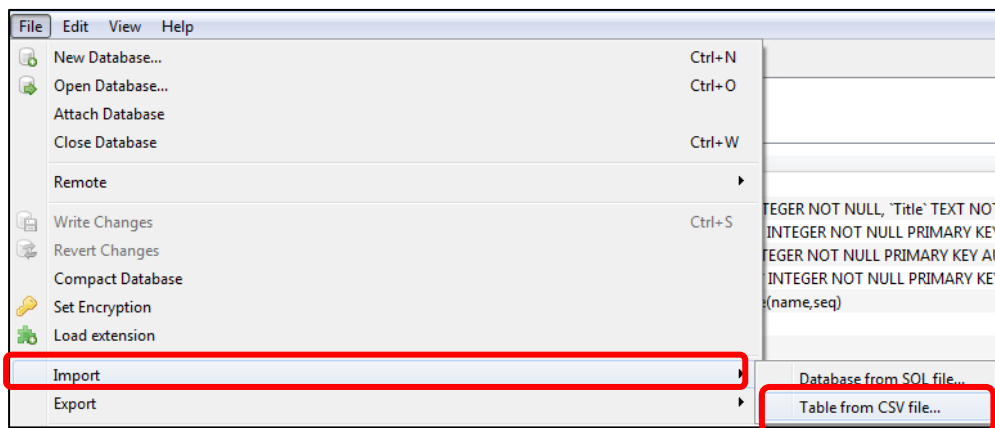 File Edit View Help
New Database... Ctrl+N
Open Database... Ctrl+O
Attach Database
Close Database Ctrl+W
Remote
TEGER NOT NULL, `Title` TEXT NOT
Write Changes Ctrl+S
INTEGER NOT NULL PRIMARY KEY
Revert Changes
TEGER NOT NULL PRIMARY KEY AU
Compact Database
INTEGER NOT NULL PRIMARY KE
Set Encryption
(name,seq)
Load extension
Import
Database from SQL file...
Export
Table from CSV file...